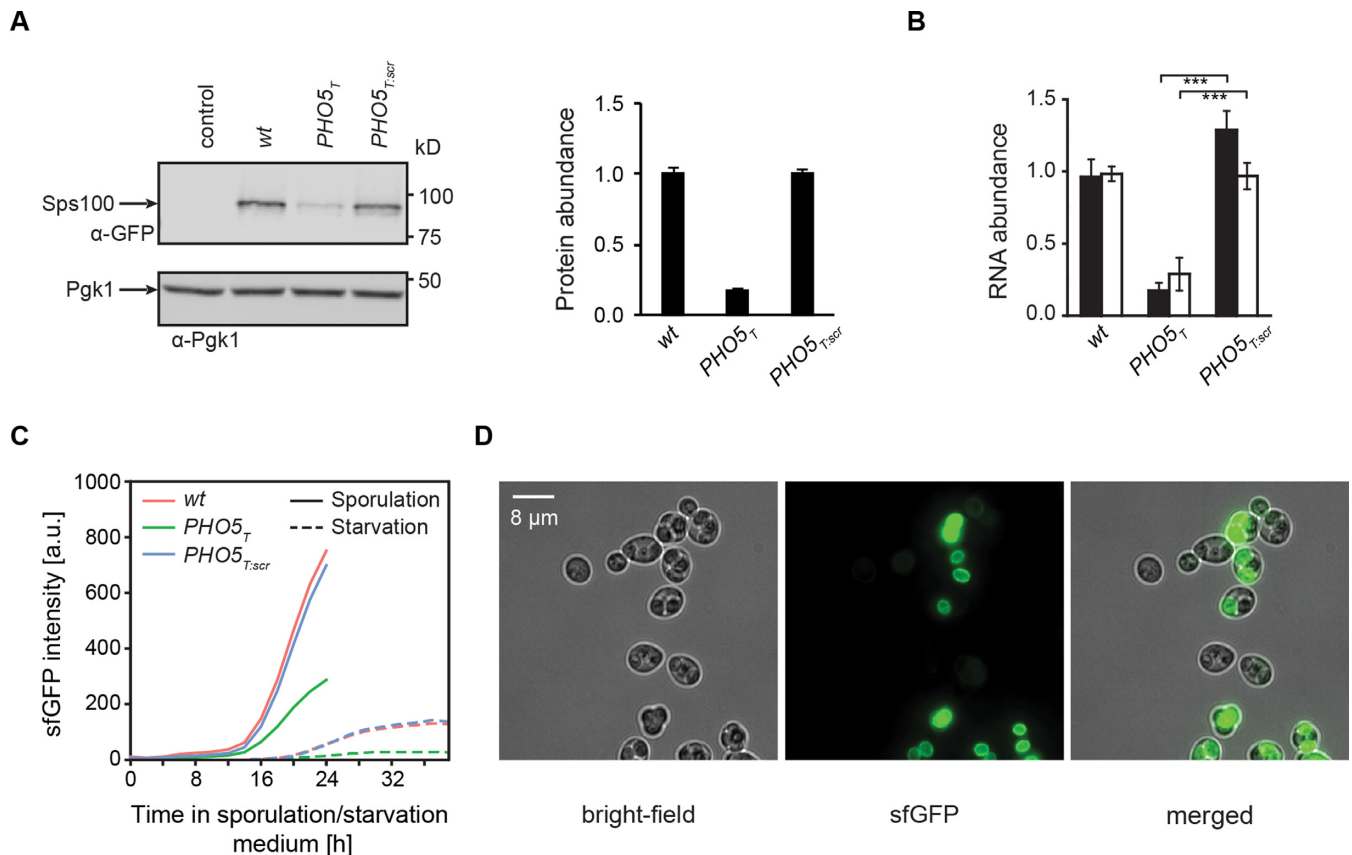 A
B
control
wt
PHO5T
PHO5T:scr
kD
Sps100
α-GFP
100
75
Pgk1
50
α-Pgk1
Protein abundance
1.5
1.0
0.5
0.0
wt
PHO5T
PHO5T:scr
RNA abundance
1.5
1.0
0.5
0.0
***
***
wt
PHO5T
PHO5T:scr
C
D
sfGFP intensity [a.u.]
1000
800
600
400
200
0
wt
PHO5T
PHO5T:scr
Sporulation
Starvation
0 8 16 24 32
Time in sporulation/starvation
medium [h]
8 μm
bright-field
sfGFP
merged